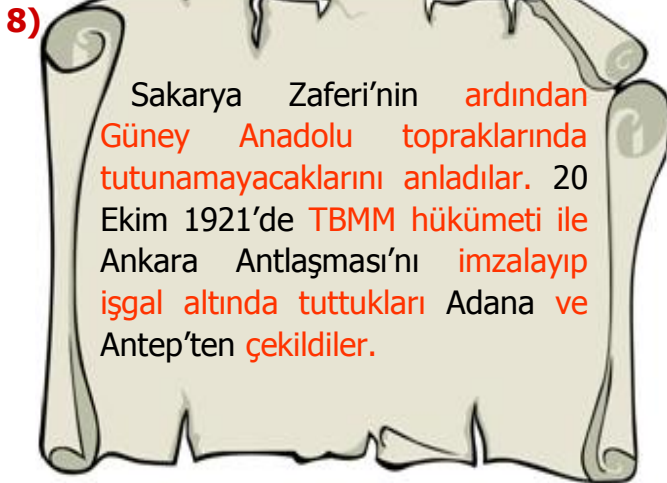 8)
Sakarya Zaferi’nin ardından
Güney Anadolu topraklarında
tutunamayacaklarını anladılar. 20
Ekim 1921’de TBMM hükümeti ile
Ankara Antlaşması’nı imzalayıp
işgal altında tuttukları Adana ve
Antep’ten çekildiler.